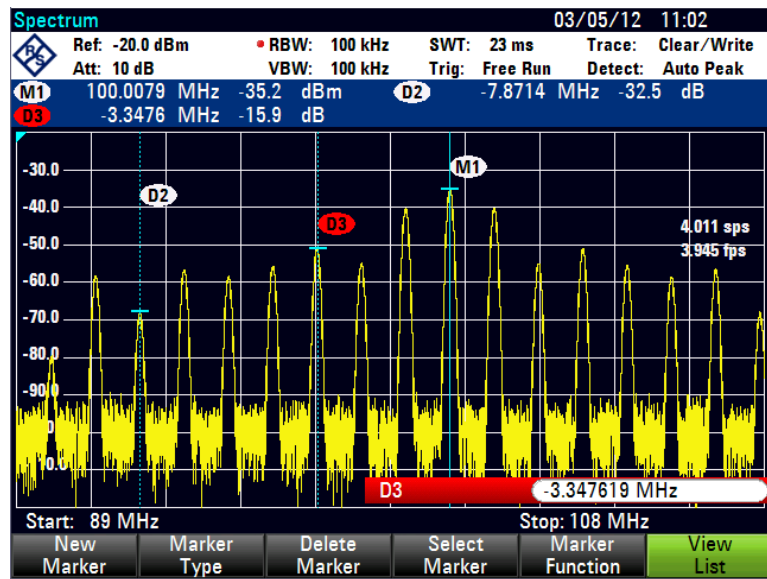 Spectrum 03/05/12 11:02
Ref: -20.0 dBm RBW: 100 kHz SWT: 23 ms Trace: Clear/Write
Att: 10 dB VBW: 100 kHz Trig: Free Run Detect: Auto Peak
M1 100.0079 MHz -35.2 dBm D2 -7.8714 MHz -32.5 dB
D3 -3.3476 MHz -15.9 dB
M1
-30.0
D2
-40.0
D3
4.011 sps
-50.0
3.945 fps
-60.0
-70.0
-80.0
-90.0
D3 -3.347619 MHz
Start: 89 MHz Stop: 108 MHz
New Marker Delete Select Marker View
Marker Type Marker Marker Function List